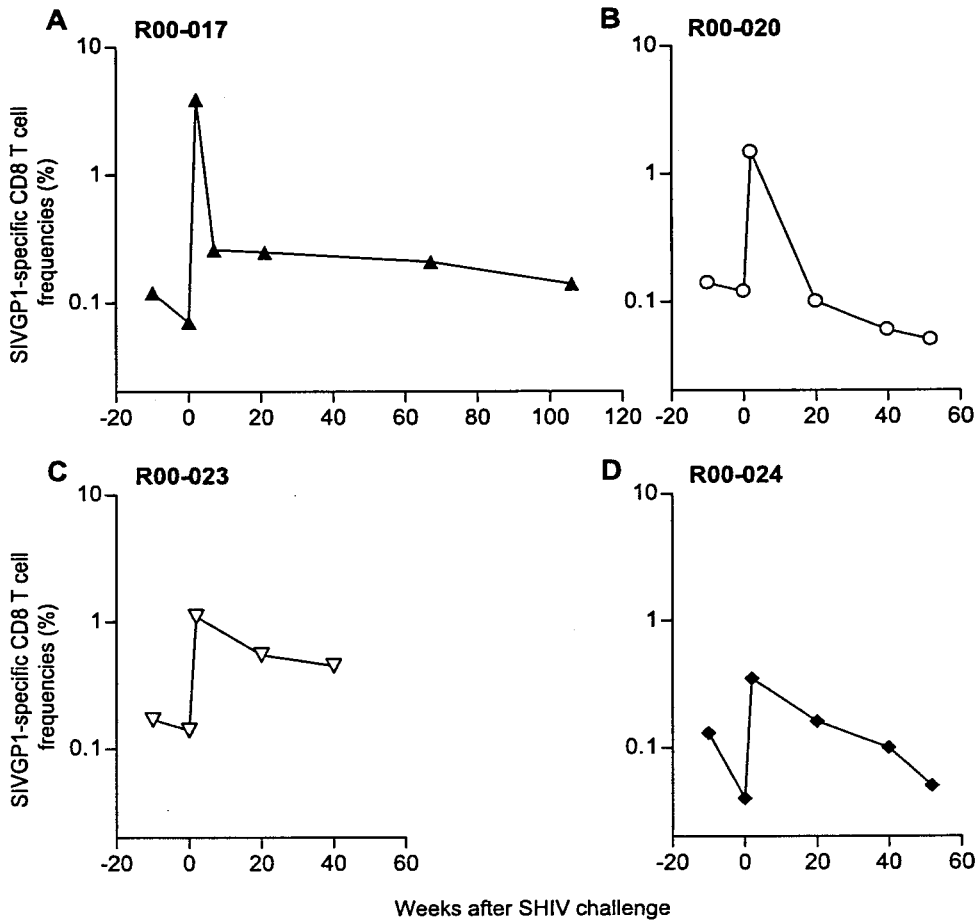 A
R00-017
10
1
0.1
-20
0
20
40
60
80
100
120
SIVGP1-specific CD8 T cell
frequencies (%)
B
R00-020
10
1
0.1
-20
0
20
40
60
C
R00-023
10
1
0.1
-20
0
20
40
60
SIVGP1-specific CD8 T cell
frequencies (%)
D
R00-024
10
1
0.1
-20
0
20
40
60
Weeks after SHIV challenge